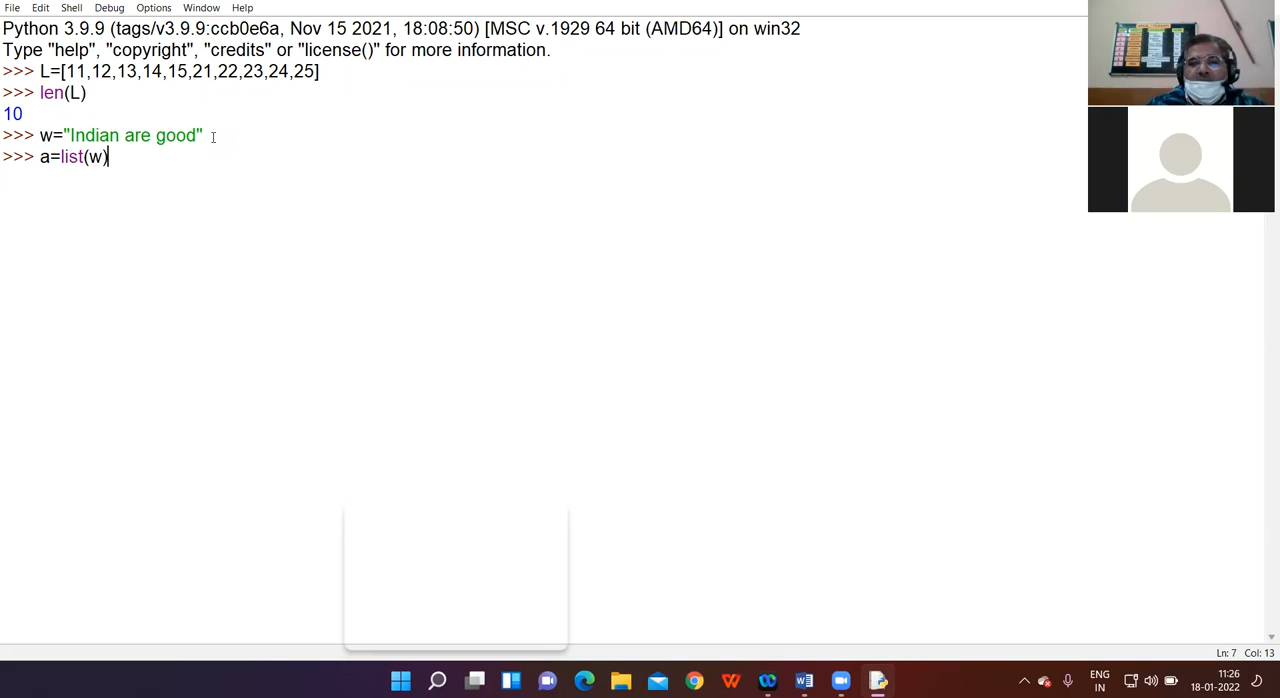 File Edit Shell Debug Options Window Help
Python 3.9.9 (tags/v3.9.9:ccb0e6a, Nov 15 2021, 18:08:50) [MSC v.1929 64 bit (AMD64)] on win32
Type "help", "copyright", "credits" or "license()" for more information.
>>> L=[11,12,13,14,15,21,22,23,24,25]
>>> len(L)
10
>>> w="Indian are good"
>>> a=list(w)
Ln: 7 Col: 13
ENG
IN
11:26
18-01-2022